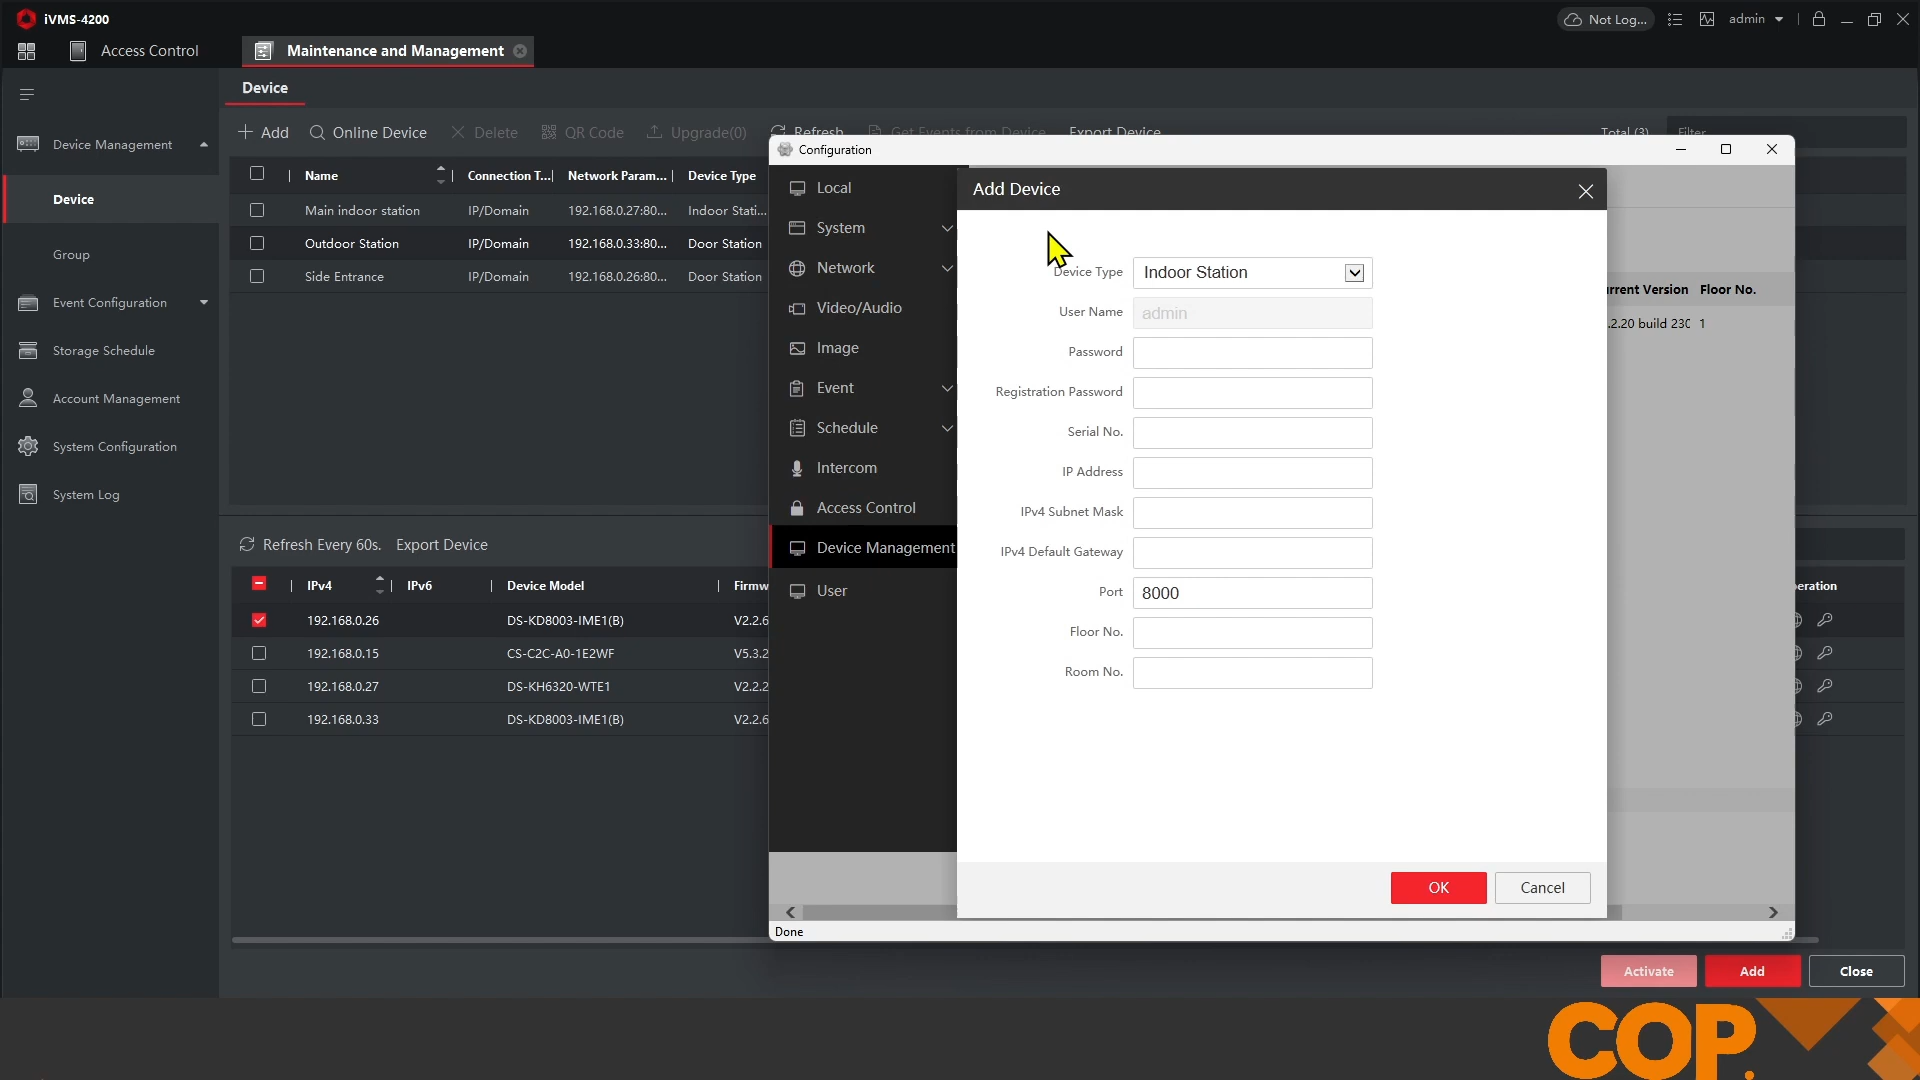 iVMS-4200
Not Log...
admin
Access Control
Maintenance and Management
Device
Device Management
Device
Group
Event Configuration
Storage Schedule
Account Management
System Configuration
System Log
Add
Online Device
Delete
QR Code
Upgrade(0)
Refresh
Get Events from Device
Export Device
Total (3)
Filter
Name
Connection T...
Network Param...
Device Type
Main indoor station
IP/Domain
192.168.0.27:80...
Indoor Stati...
Outdoor Station
IP/Domain
192.168.0.33:80...
Door Station
Side Entrance
IP/Domain
192.168.0.26:80...
Door Station
Refresh Every 60s.
Export Device
IPv4
IPv6
Device Model
Firmw
192.168.0.26
DS-KD8003-IME1(B)
V2.2.6
192.168.0.15
CS-C2C-A0-1E2WF
V5.3.2
192.168.0.27
DS-KH6320-WTE1
V2.2.2
192.168.0.33
DS-KD8003-IME1(B)
V2.2.6
Configuration
Local
System
Network
Video/Audio
Image
Event
Schedule
Intercom
Access Control
Device Management
User
Add Device
Device Type
Indoor Station
User Name
admin
Password
Registration Password
Serial No.
IP Address
IPv4 Subnet Mask
IPv4 Default Gateway
Port
8000
Floor No.
Room No.
OK
Cancel
rrent Version
Floor No.
.2.20 build 230
1
Done
eration
Activate
Add
Close
COP.